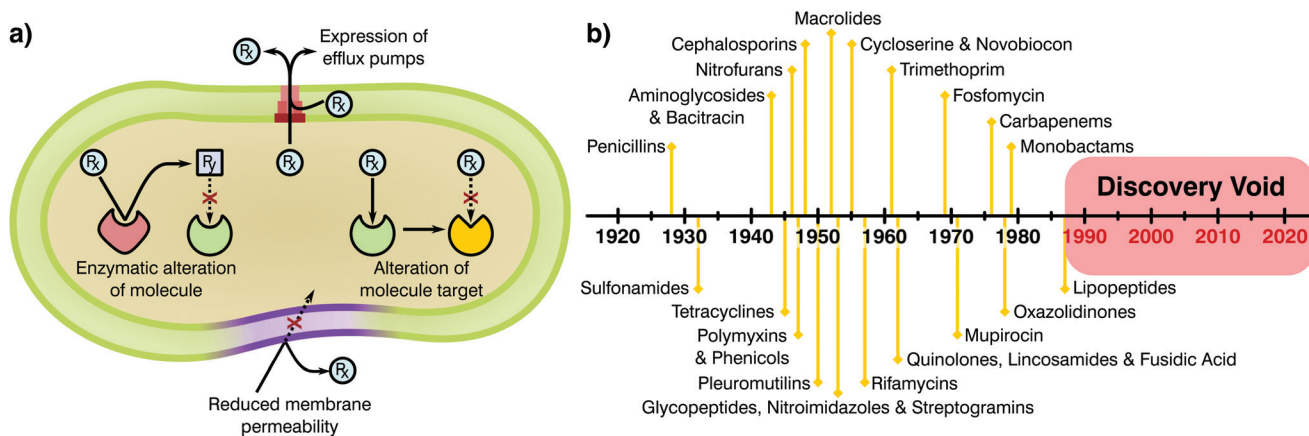 a)
Rx
Expression of
efflux pumps
Rx
Rx
Rx
Ry
Rx
Rx
Enzymatic alteration
of molecule
Alteration of
molecule target
Rx
Reduced membrane
permeability
b)
Macrolides
Cephalosporins
Cycloserine & Novobiocon
Nitrofurans
Trimethoprim
Aminoglycosides
& Bacitracin
Fosfomycin
Carbapenems
Penicillins
Monobactams
Discovery Void
1920 1930 1940 1950 1960 1970 1980 1990 2000 2010 2020
Sulfonamides
Lipopeptides
Tetracyclines
Oxazolidinones
Polymyxins
& Phenicols
Mupirocin
Quinolones, Lincosamides & Fusidic Acid
Pleuromutilins
Rifamycins
Glycopeptides, Nitroimidazoles & Streptogramins